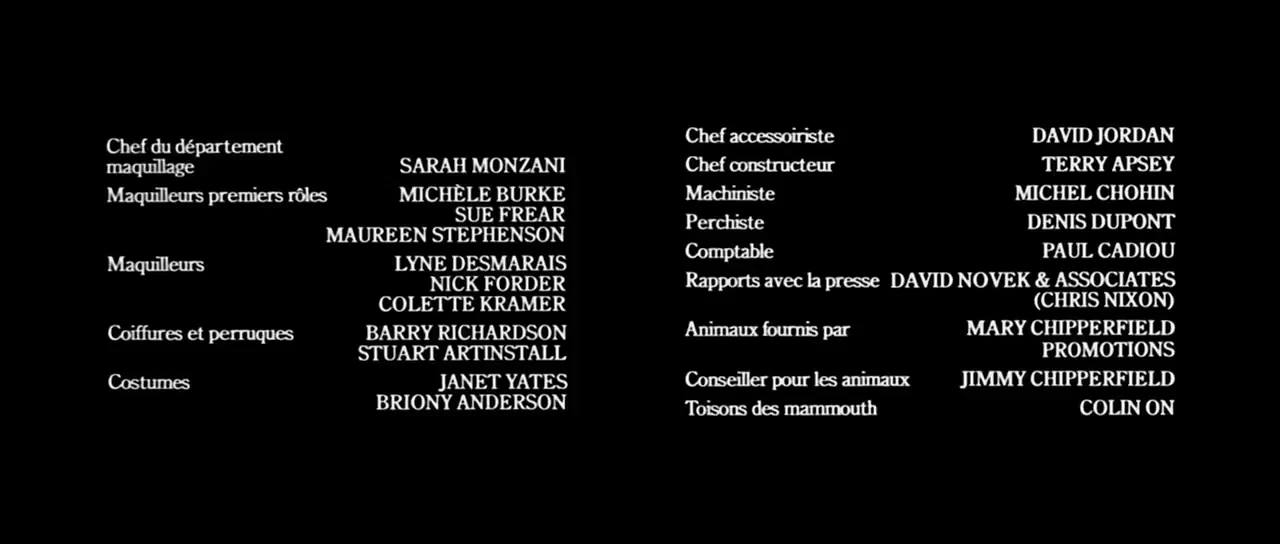 Chef du département
maquillage SARAH MONZANI
Maquilleurs premiers rôles MICHÈLE BURKE
SUE FREAR
MAUREEN STEPHENSON
Maquilleurs LYNE DESMARAIS
NICK FORDER
COLETTE KRAMER
Coiffures et perruques BARRY RICHARDSON
STUART ARTINSTALL
Costumes JANET YATES
BRIONY ANDERSON
Chef accessoiriste DAVID JORDAN
Chef constructeur TERRY APSEY
Machiniste MICHEL CHOHIN
Perchiste DENIS DUPONT
Comptable PAUL CADIOU
Rapports avec la presse DAVID NOVEK & ASSOCIATES
(CHRIS NIXON)
Animaux fournis par MARY CHIPPERFIELD
PROMOTIONS
Conseiller pour les animaux JIMMY CHIPPERFIELD
Toisons des mammouth COLIN ON